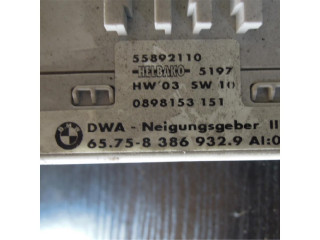 55892110
HELBAKO 5197
HW 03 SW 10
0898153 151
DWA - Neigungsgeber II
65.75-8 386 932.9 AI:0